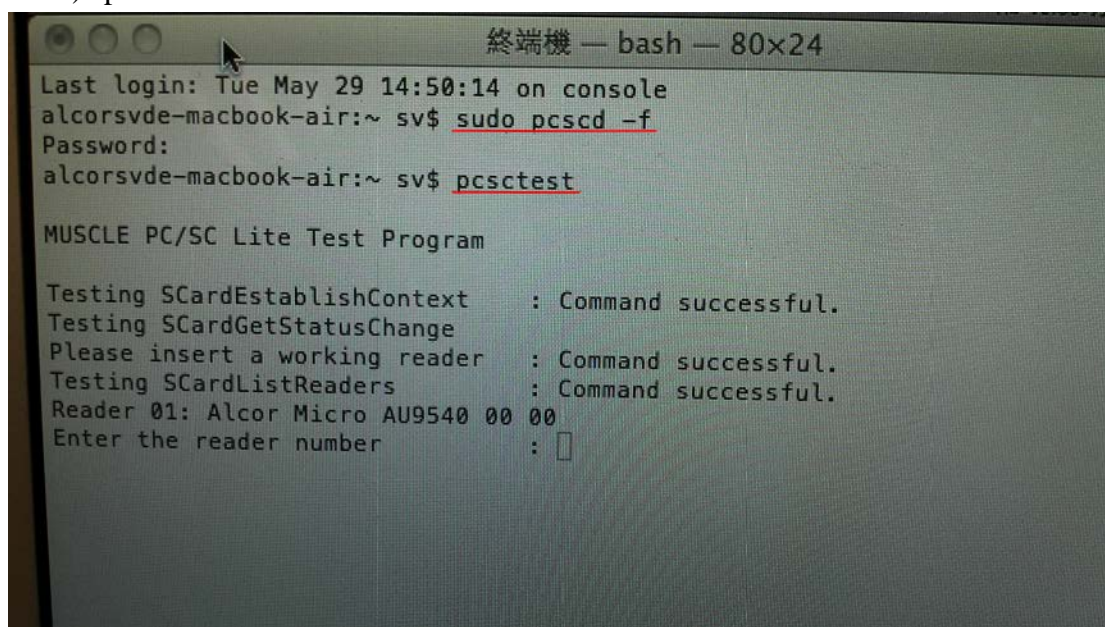 終端機 — bash — 80×24
Last login: Tue May 29 14:50:14 on console
alcorsvde-macbook-air:~ sv$ sudo pcscd -f
Password:
alcorsvde-macbook-air:~ sv$ pcsctest
MUSCLE PC/SC Lite Test Program
Testing SCardEstablishContext : Command successful.
Testing SCardGetStatusChange
Please insert a working reader : Command successful.
Testing SCardListReaders : Command successful.
Reader 01: Alcor Micro AU9540 00 00
Enter the reader number :